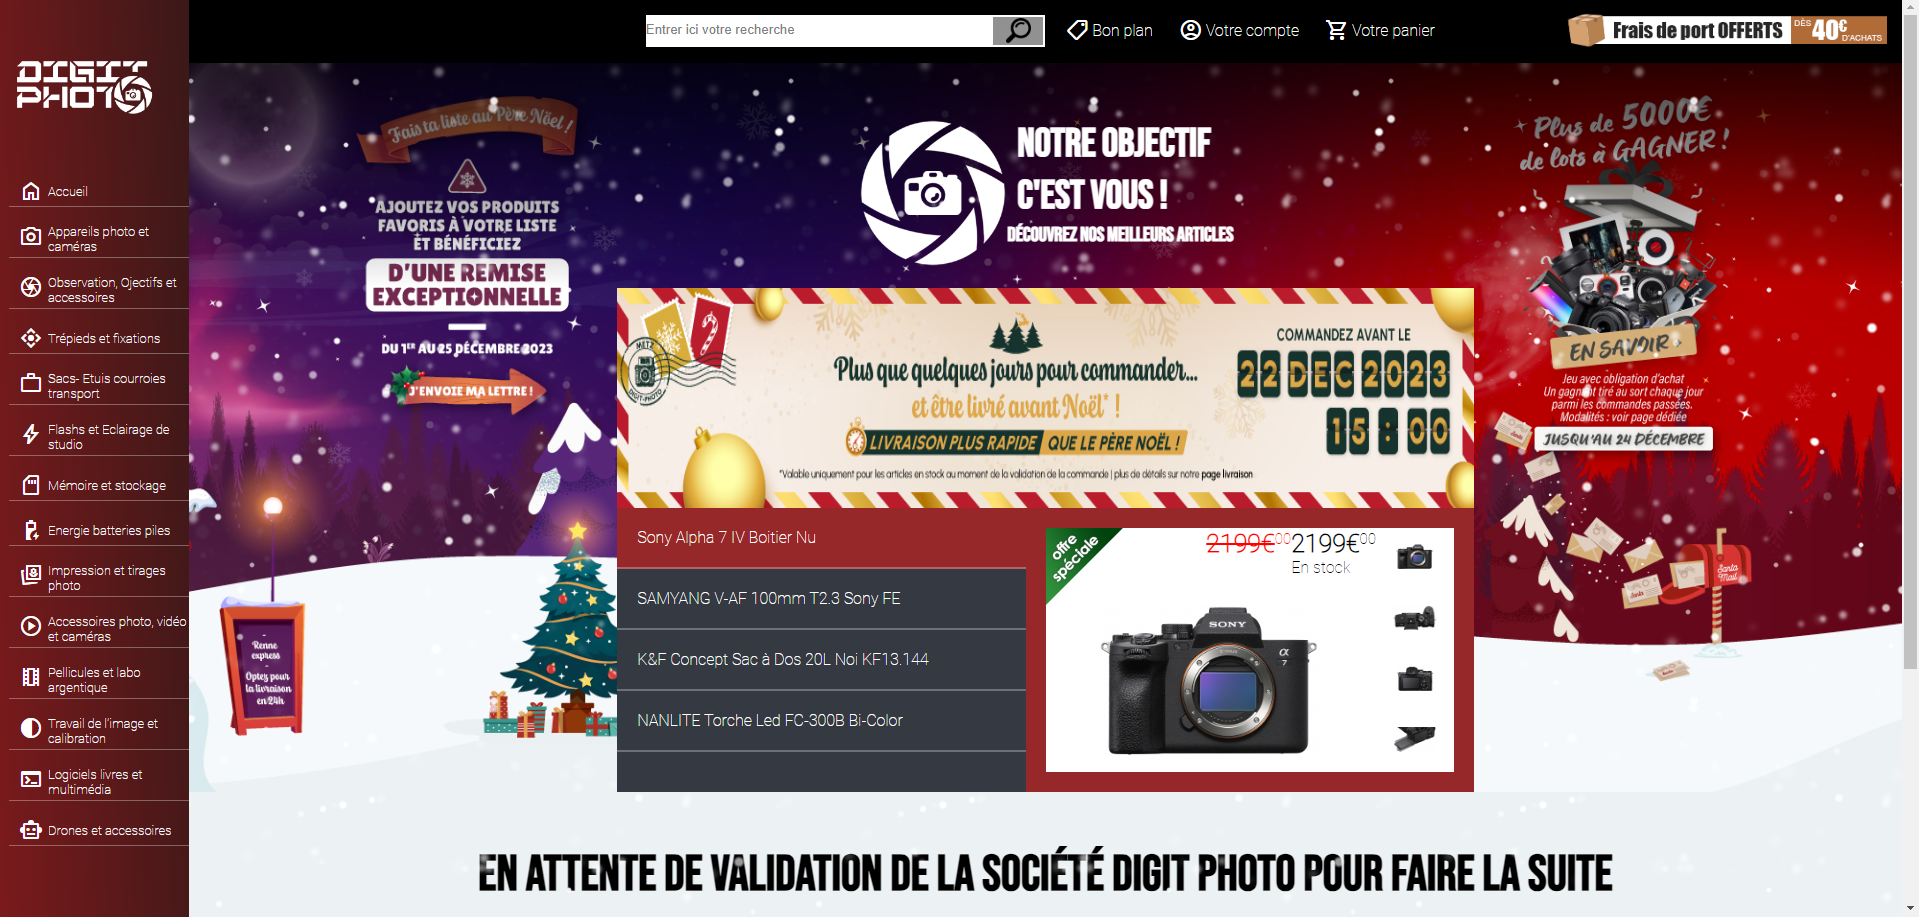 DIGIT
PHOTO
Entrer ici votre recherche
Bon plan
Votre compte
Votre panier
Frais de port OFFERTS
DÈS
40€
D'ACHATS
Accueil
Appareils photo et
caméras
Observation, Ojectifs et
accessoires
Trépieds et fixations
Sacs- Etuis courroies
transport
Flashs et Eclairage de
studio
Mémoire et stockage
Energie batteries piles
Impression et tirages
photo
Accessoires photo, vidéo
et caméras
Pellicules et labo
argentique
Travail de l'image et
calibration
Logiciels livres et
multimédia
Drones et accessoires
Fais ta liste au Père Nöel !
AJOUTEZ VOS PRODUITS
FAVORIS À VOTRE LISTE
ET BÉNÉFICIEZ
D'UNE REMISE
EXCEPTIONNELLE
DU 1ER AU 25 DÉCEMBRE 2023
J'ENVOIE MA LETTRE !
-
Renne
express
-
Optez pour
la livraison
en 24h
NOTRE OBJECTIF
C'EST VOUS !
DÉCOUVREZ NOS MEILLEURS ARTICLES
Plus de 5000€
de lots à GAGNER !
EN SAVOIR +
Jeu avec obligation d'achat
Un gagnant tiré au sort chaque jour
parmi les commandes passées.
Modalités : voir page dédiée
JUSQU'AU 24 DÉCEMBRE
Santa
Mail
METZ
DIGIT-PHOTO
Plus que quelques jours pour commander...
et être livré avant Noël* !
LIVRAISON PLUS RAPIDE QUE LE PÈRE NOËL !
*Valable uniquement pour les articles en stock au moment de la validation de la commande | plus de détails sur notre page livraison
COMMANDEZ AVANT LE
22 DEC 2023
15 : 00
Sony Alpha 7 IV Boitier Nu
SAMYANG V-AF 100mm T2.3 Sony FE
K&F Concept Sac à Dos 20L Noi KF13.144
NANLITE Torche Led FC-300B Bi-Color
offre
spéciale
2199€00 2199€00
En stock
SONY
α
7
EN ATTENTE DE VALIDATION DE LA SOCIÉTÉ DIGIT PHOTO POUR FAIRE LA SUITE